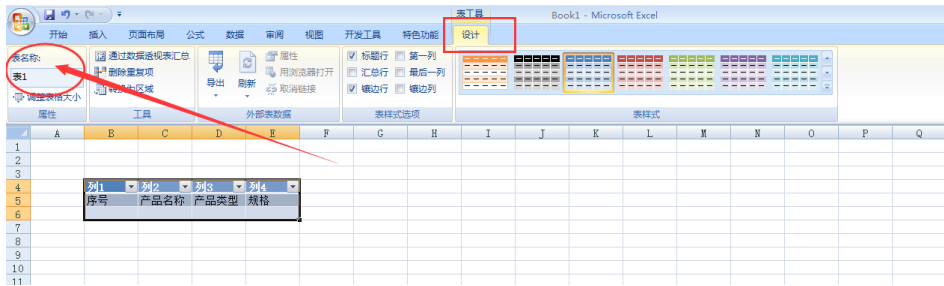 表工具 Book1 - Microsoft Excel
开始 插入 页面布局 公式 数据 审阅 视图 开发工具 特色功能 设计
表名称: 通过数据透视表汇总 属性 标题行 第一列
表1 删除重复项 导出 刷新 用浏览器打开 汇总行 最后一列
调整表格大小 转换为区域 取消链接 镶边行 镶边列
属性 工具 外部表数据 表样式选项 表样式
A B C D E F G H I J K L M N O P Q
1
2
3
4 列1 列2 列3 列4
5 序号 产品名称 产品类型 规格
6
7
8
9
10
11